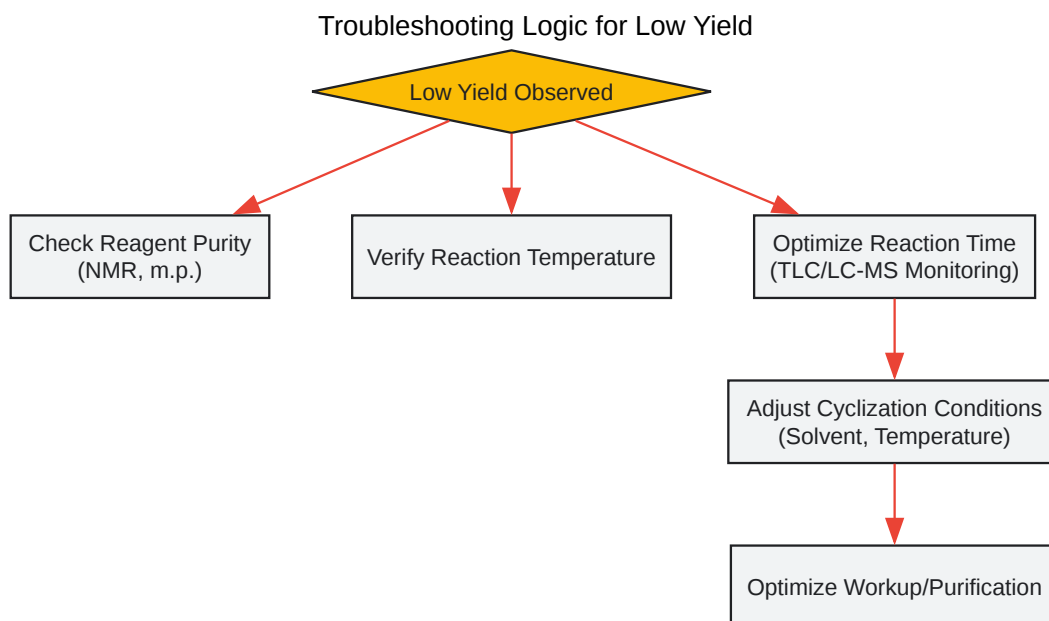 Troubleshooting Logic for Low Yield
Low Yield Observed
Check Reagent Purity
(NMR, m.p.)
Verify Reaction Temperature
Optimize Reaction Time
(TLC/LC-MS Monitoring)
Adjust Cyclization Conditions
(Solvent, Temperature)
Optimize Workup/Purification